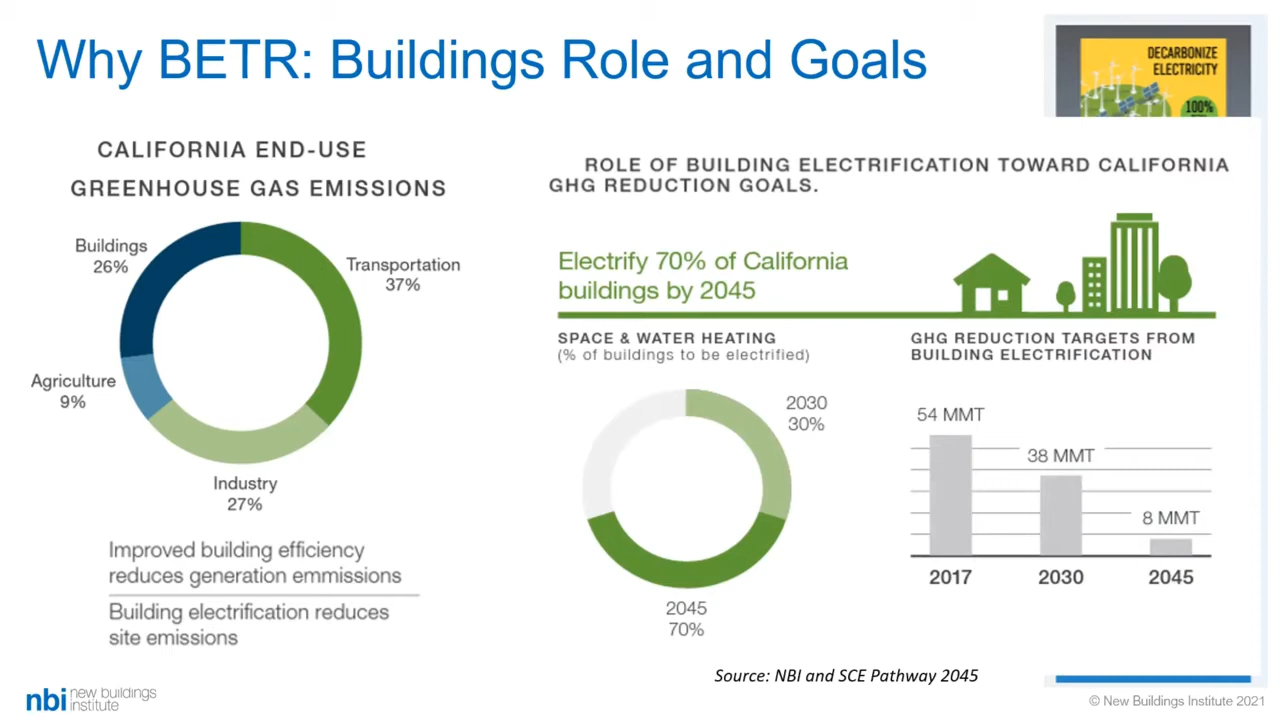 Why BETR: Buildings Role and Goals
DECARBONIZE
ELECTRICITY
100%
CALIFORNIA END-USE
GREENHOUSE GAS EMISSIONS
Buildings
26%
Transportation
37%
Agriculture
9%
Industry
27%
Improved building efficiency
reduces generation emmissions
Building electrification reduces
site emissions
ROLE OF BUILDING ELECTRIFICATION TOWARD CALIFORNIA
GHG REDUCTION GOALS.
Electrify 70% of California
buildings by 2045
SPACE & WATER HEATING
(% of buildings to be electrified)
2030
30%
2045
70%
GHG REDUCTION TARGETS FROM
BUILDING ELECTRIFICATION
54 MMT
38 MMT
8 MMT
2017 2030 2045
Source: NBI and SCE Pathway 2045
nbi new buildings
institute
© New Buildings Institute 2021